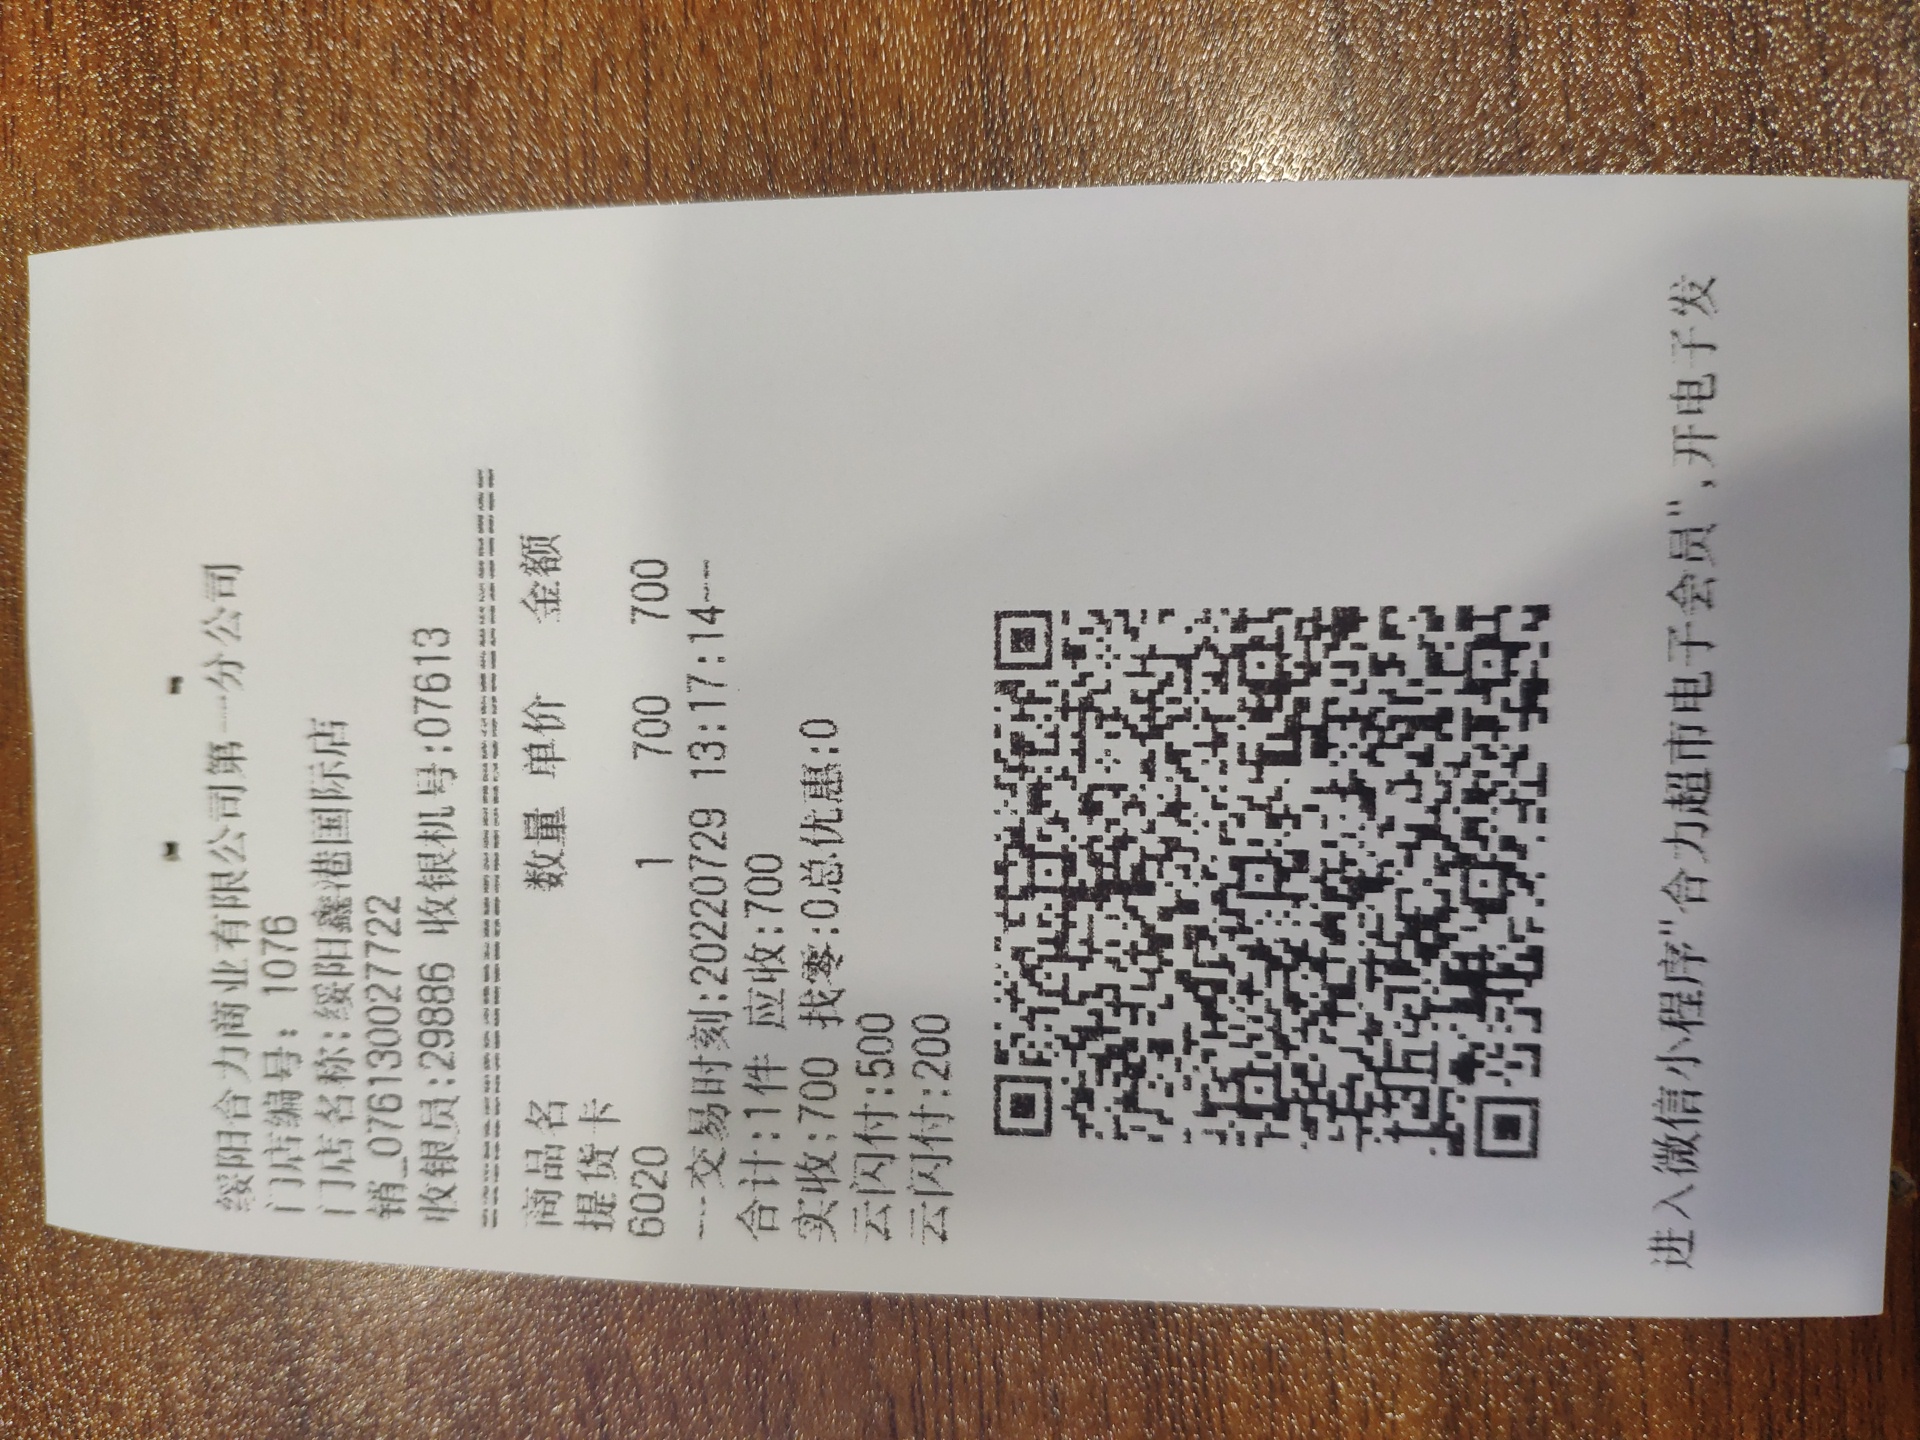 绥阳合力商业有限公司第一分公司
门店编号: 1076
门店名称:绥阳鑫港国际店
销_076130027722
收银员:29886 收银机号:07613
================================
商品名 数量 单价 金额
提货卡
6020 1 700 700
---交易时刻:20220729 13:17:14---
合计:1件 应收:700
实收:700 找零:0总优惠:0
云闪付:500
云闪付:200
进入微信小程序"合力超市电子会员",开电子发